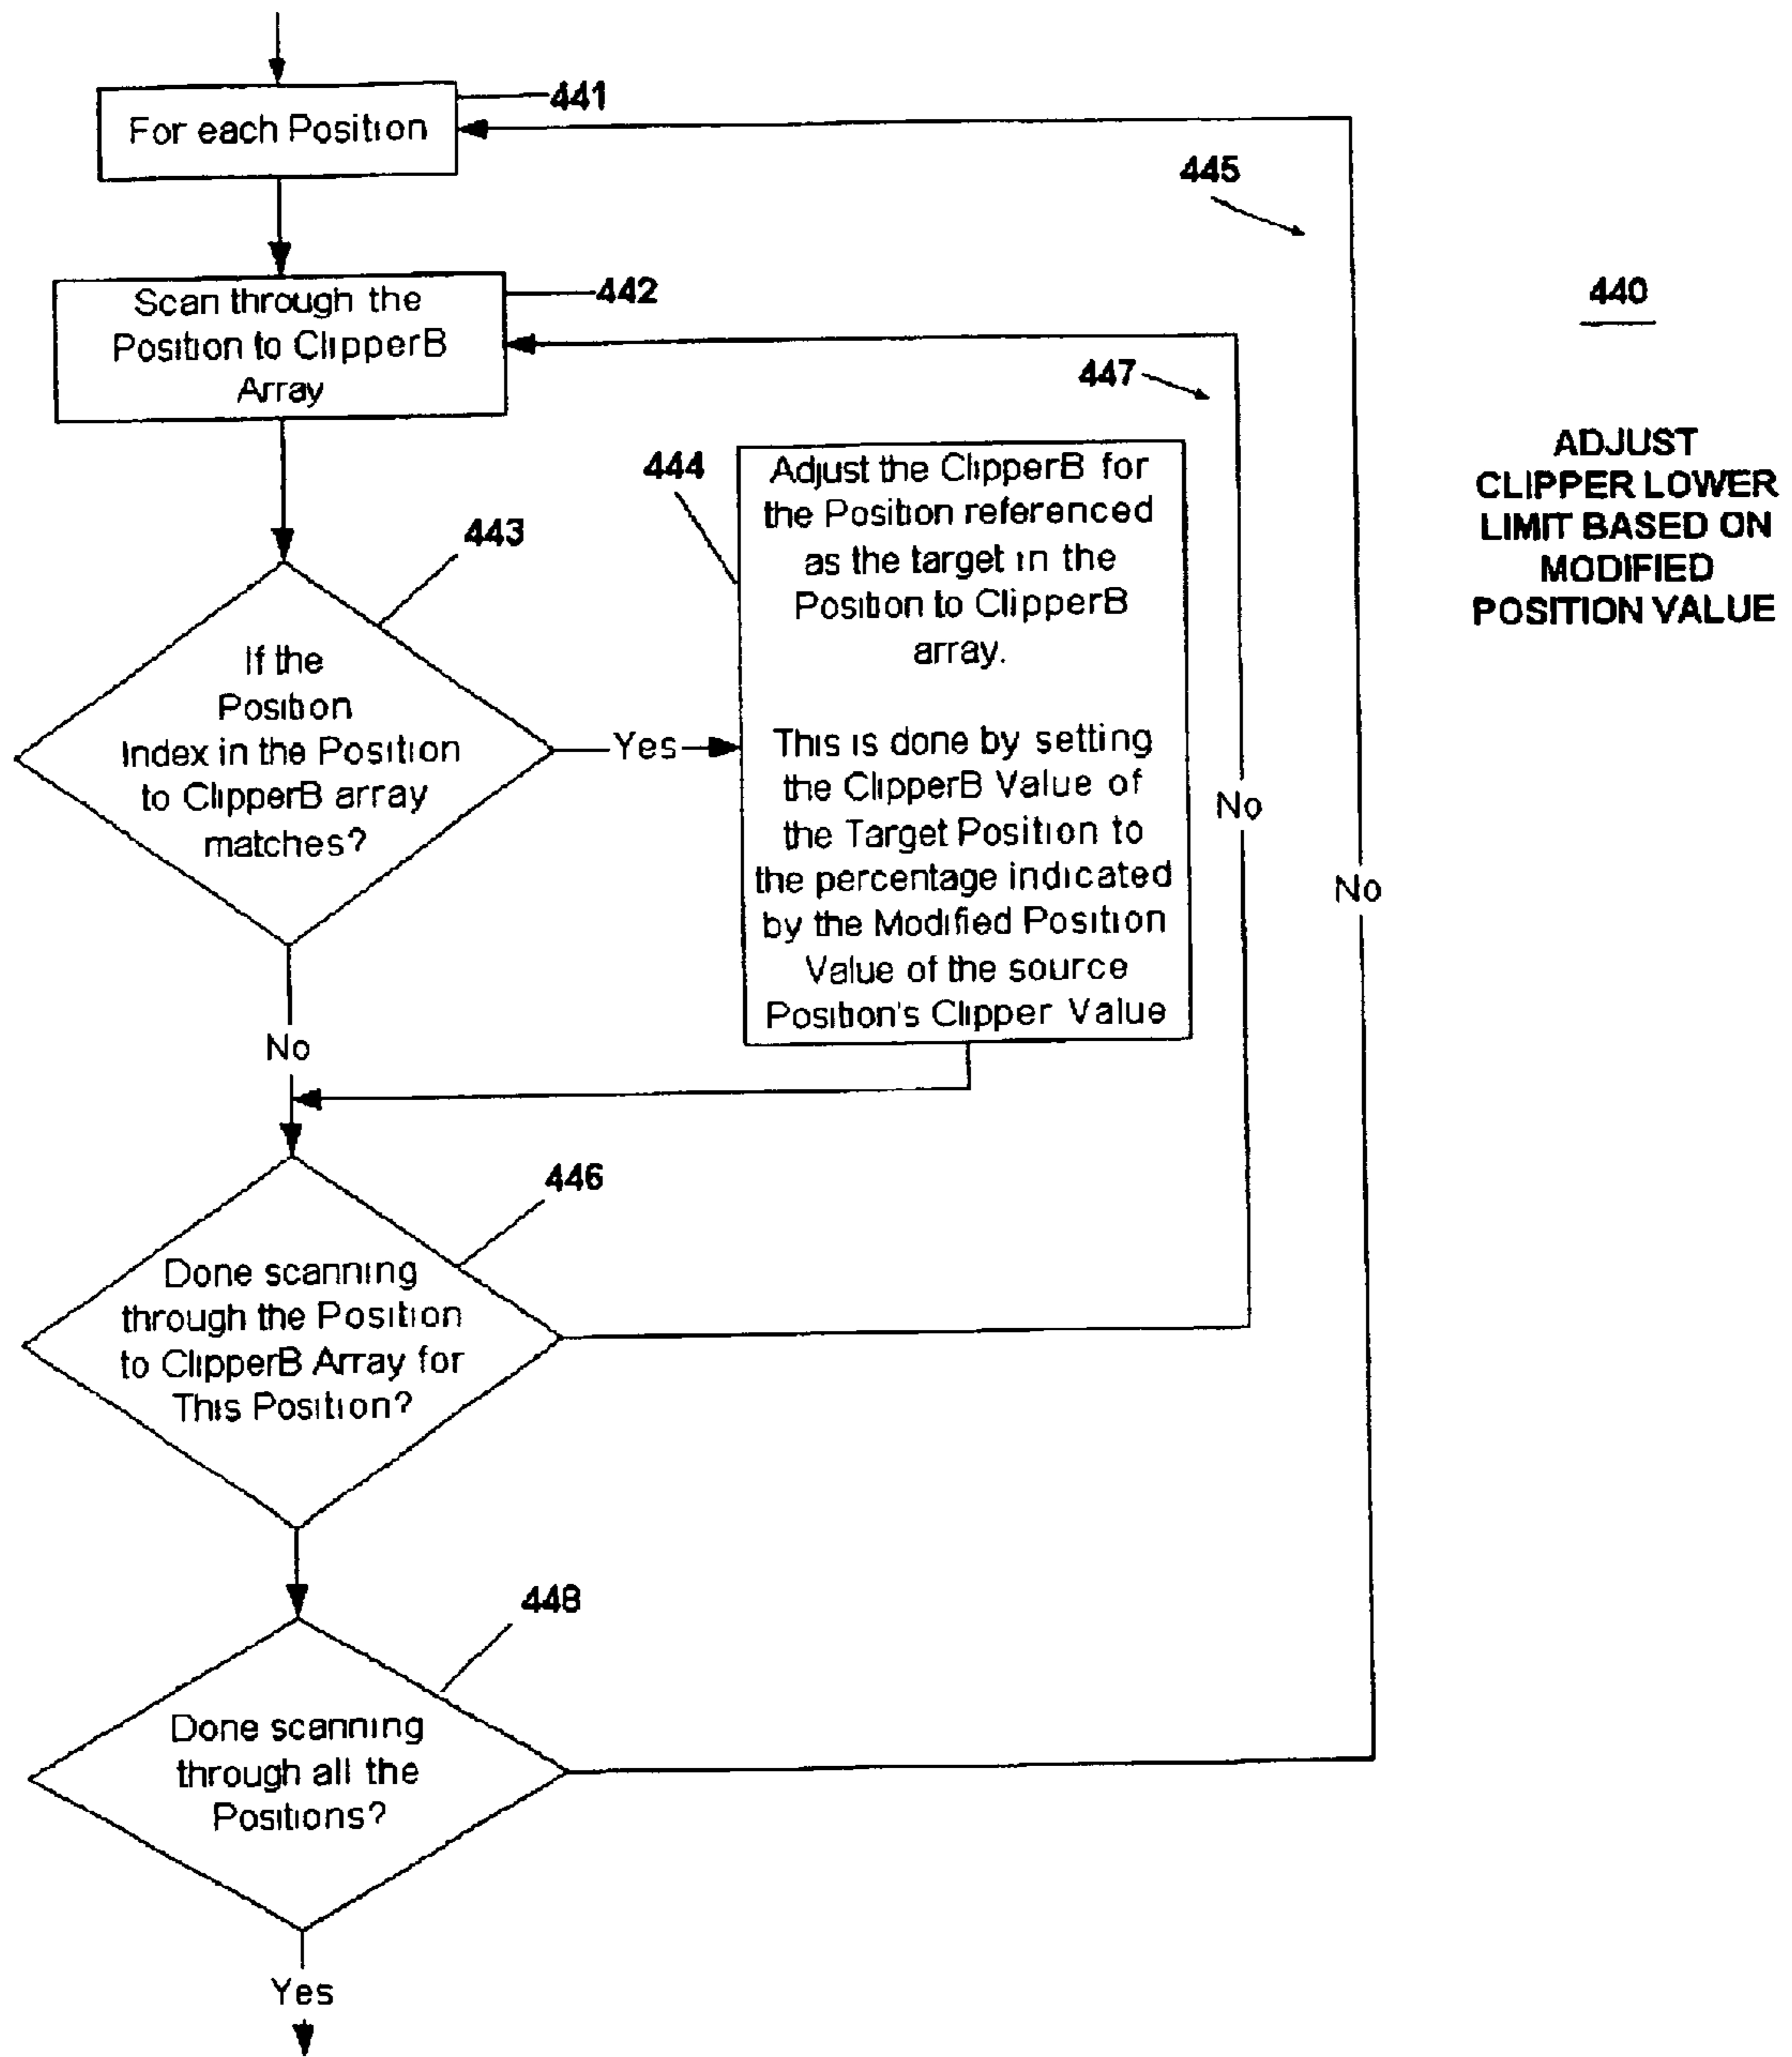 441
For each Position
445
442
Scan through the
Position to ClipperB
Array
440
447
ADJUST
CLIPPER LOWER
LIMIT BASED ON
MODIFIED
POSITION VALUE
444
Adjust the ClipperB for
the Position referenced
as the target in the
Position to ClipperB
array.
This is done by setting
the ClipperB Value of
the Target Position to
the percentage indicated
by the Modified Position
Value of the source
Position's Clipper Value
443
If the
Position
Index in the Position
to ClipperB array
matches?
Yes
No
No
No
446
Done scanning
through the Position
to ClipperB Array for
This Position?
448
Done scanning
through all the
Positions?
Yes